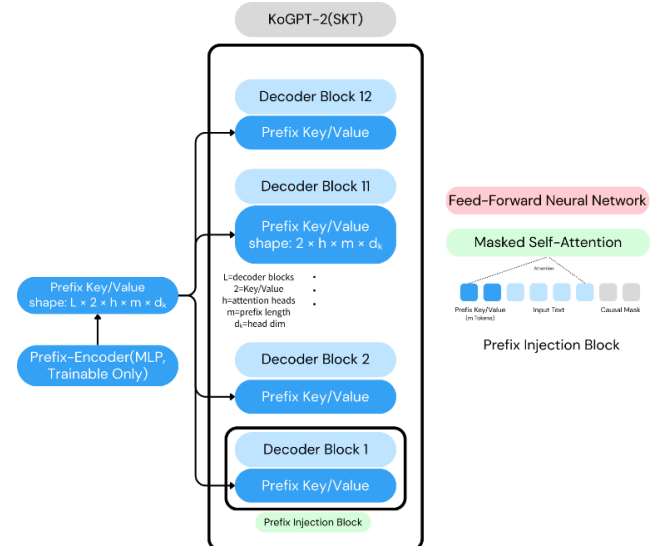 KoGPT-2(SKT)
Decoder Block 12
Prefix Key/Value
Decoder Block 11
Prefix Key/Value
shape: 2 × h × m × dₖ
L=decoder blocks
2=Key/Value
h=attention heads
m=prefix length
dₖ=head dim
Prefix Key/Value
shape: L × 2 × h × m × dₖ
Prefix-Encoder(MLP,
Trainable Only)
Decoder Block 2
Prefix Key/Value
Decoder Block 1
Prefix Key/Value
Prefix Injection Block
Feed-Forward Neural Network
Masked Self-Attention
Attention
Prefix Key/Value
(m Tokens)
Input Text
Causal Mask
Prefix Injection Block